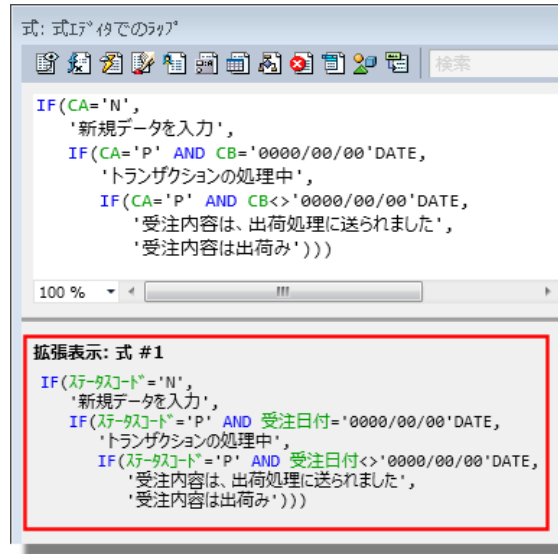 式: 式ｴﾃﾞｨﾀでのﾗｯﾌﾟ
検索
IF(CA='N',
'新規データを入力',
IF(CA='P' AND CB='0000/00/00'DATE,
'トランザクションの処理中',
IF(CA='P' AND CB<>'0000/00/00'DATE,
'受注内容は、出荷処理に送られました',
'受注内容は出荷み')))
100 %
拡張表示: 式 #1
IF(ｽﾃｰﾀｽｺｰﾄﾞ='N',
'新規データを入力',
IF(ｽﾃｰﾀｽｺｰﾄﾞ='P' AND 受注日付='0000/00/00'DATE,
'トランザクションの処理中',
IF(ｽﾃｰﾀｽｺｰﾄﾞ='P' AND 受注日付<>'0000/00/00'DATE,
'受注内容は、出荷処理に送られました',
'受注内容は出荷み')))